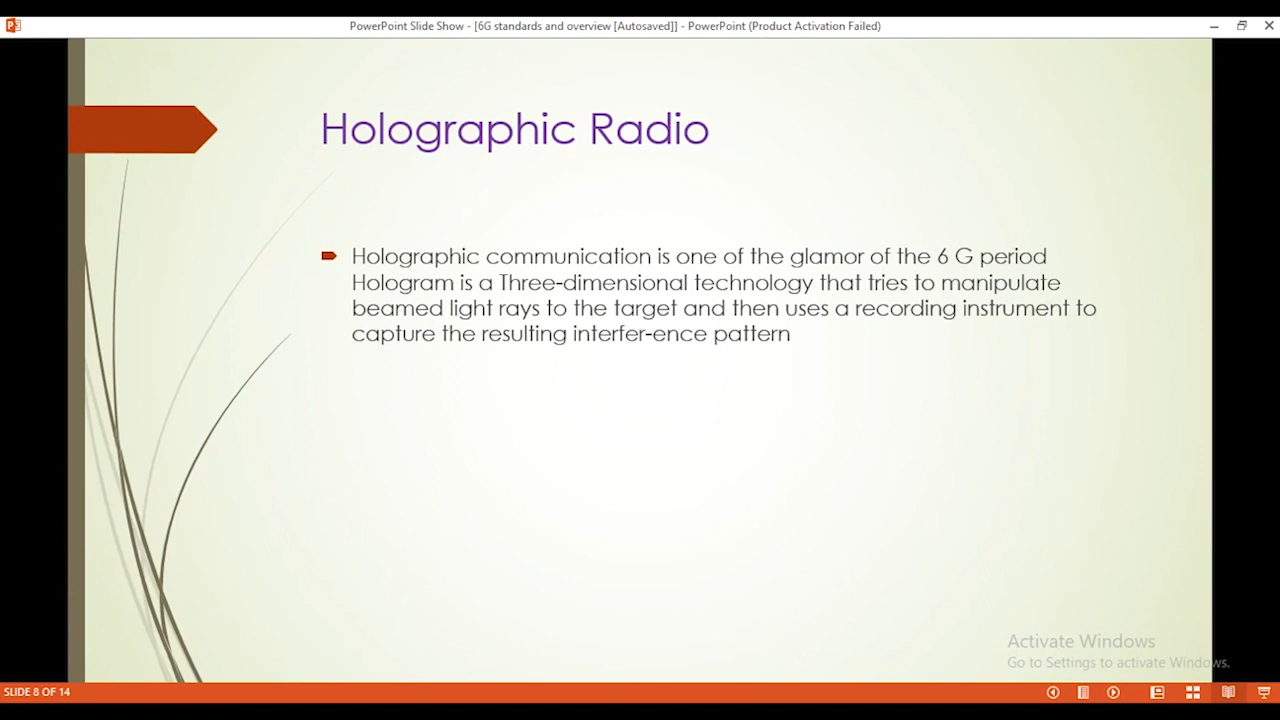 PowerPoint Slide Show - [6G standards and overview [Autosaved]] - PowerPoint (Product Activation Failed)
Holographic Radio
Holographic communication is one of the glamor of the 6 G period
Hologram is a Three-dimensional technology that tries to manipulate
beamed light rays to the target and then uses a recording instrument to
capture the resulting interfer-ence pattern
Activate Windows
Go to Settings to activate Windows.
SLIDE 8 OF 14